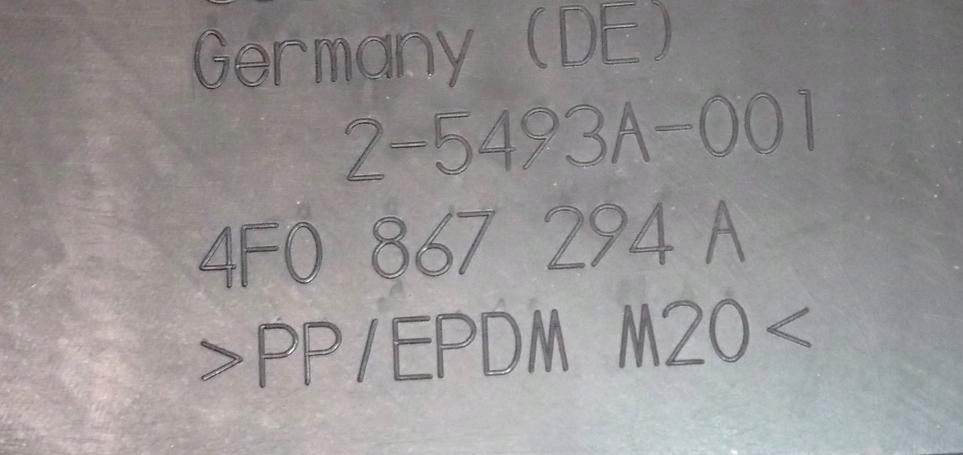 Germany (DE)
2-5493A-001
4F0 867 294 A
>PP/EPDM M20<